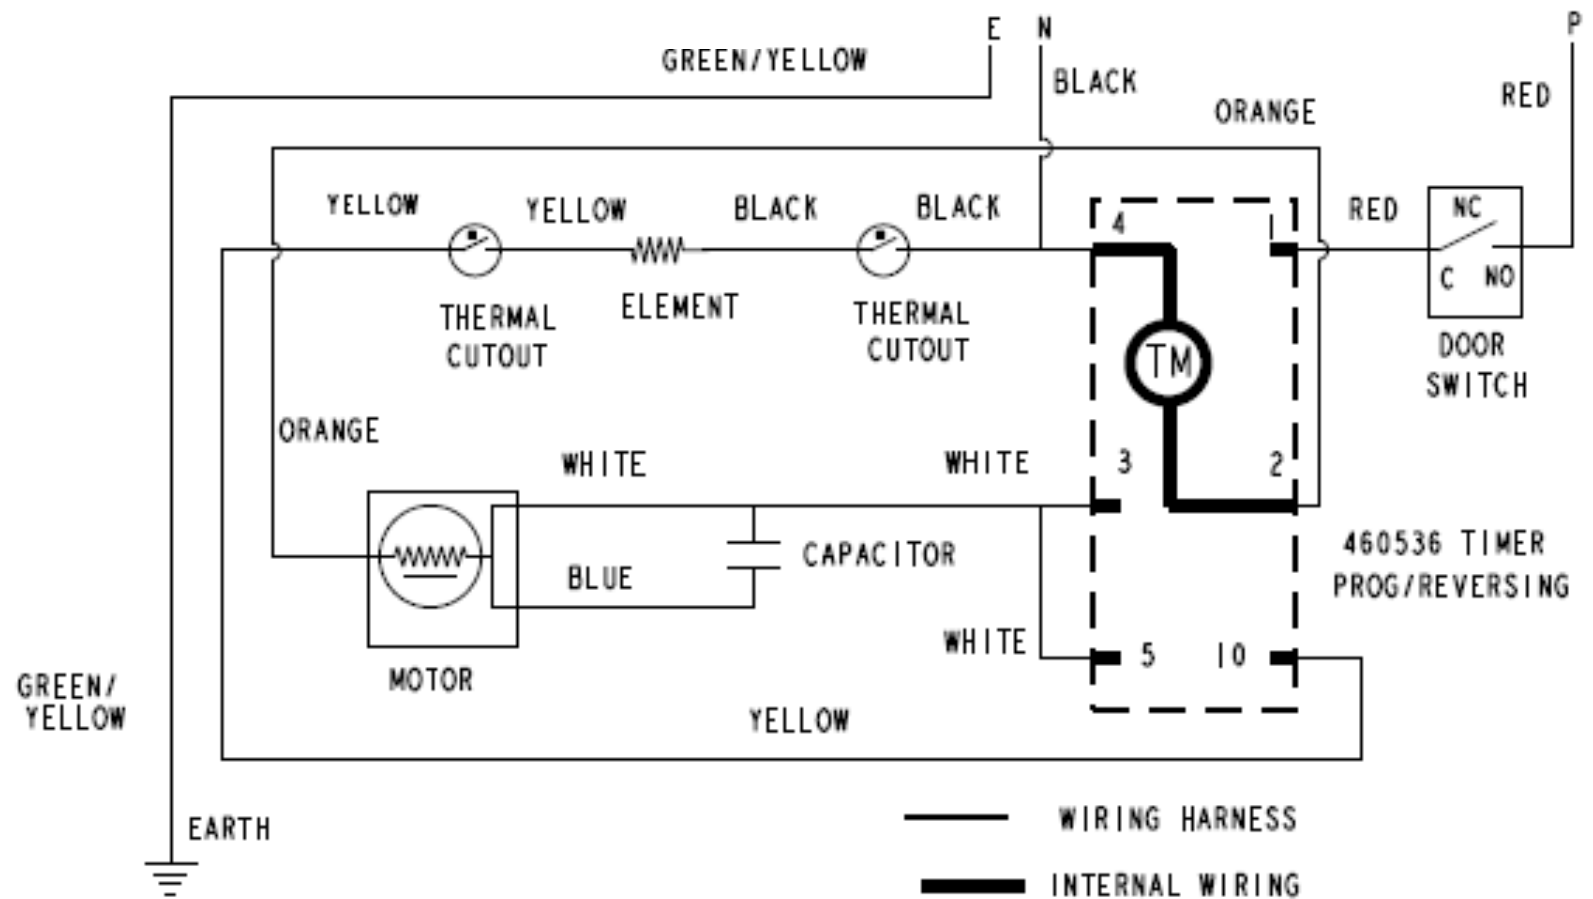 E N P
GREEN/YELLOW
BLACK
RED
ORANGE
YELLOW
YELLOW
BLACK
BLACK
RED
NC
C NO
4
1
THERMAL
CUTOUT
ELEMENT
THERMAL
CUTOUT
TM
DOOR
SWITCH
ORANGE
WHITE
WHITE
3
2
CAPACITOR
BLUE
460536 TIMER
PROG/REVERSING
WHITE
5
10
MOTOR
GREEN/
YELLOW
YELLOW
EARTH
WIRING HARNESS
INTERNAL WIRING